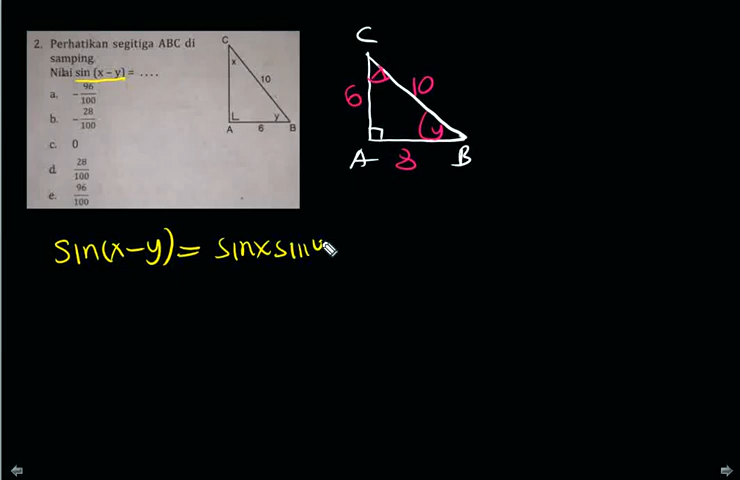 2. Perhatikan segitiga ABC di
samping.
Nilai sin (x – y) = ....
a. - 96/100
b. - 28/100
c. 0
d. 28/100
e. 96/100
C
x
10
y
A 6 B
C
6 10
y
A 8 B
sin(x-y)= sinx sin